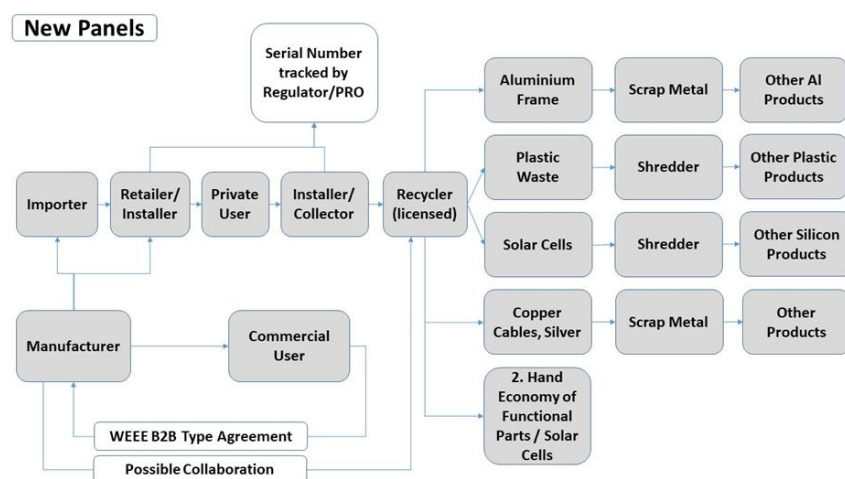 New Panels
Serial Number
tracked by
Regulator/PRO
Aluminium
Frame
Scrap Metal
Other Al
Products
Plastic
Waste
Shredder
Other Plastic
Products
Importer
Retailer/
Installer
Private
User
Installer/
Collector
Recycler
(licensed)
Solar Cells
Shredder
Other Silicon
Products
Manufacturer
Commercial
User
Copper
Cables, Silver
Scrap Metal
Other
Products
2. Hand
Economy of
Functional
Parts / Solar
Cells
WEEE B2B Type Agreement
Possible Collaboration